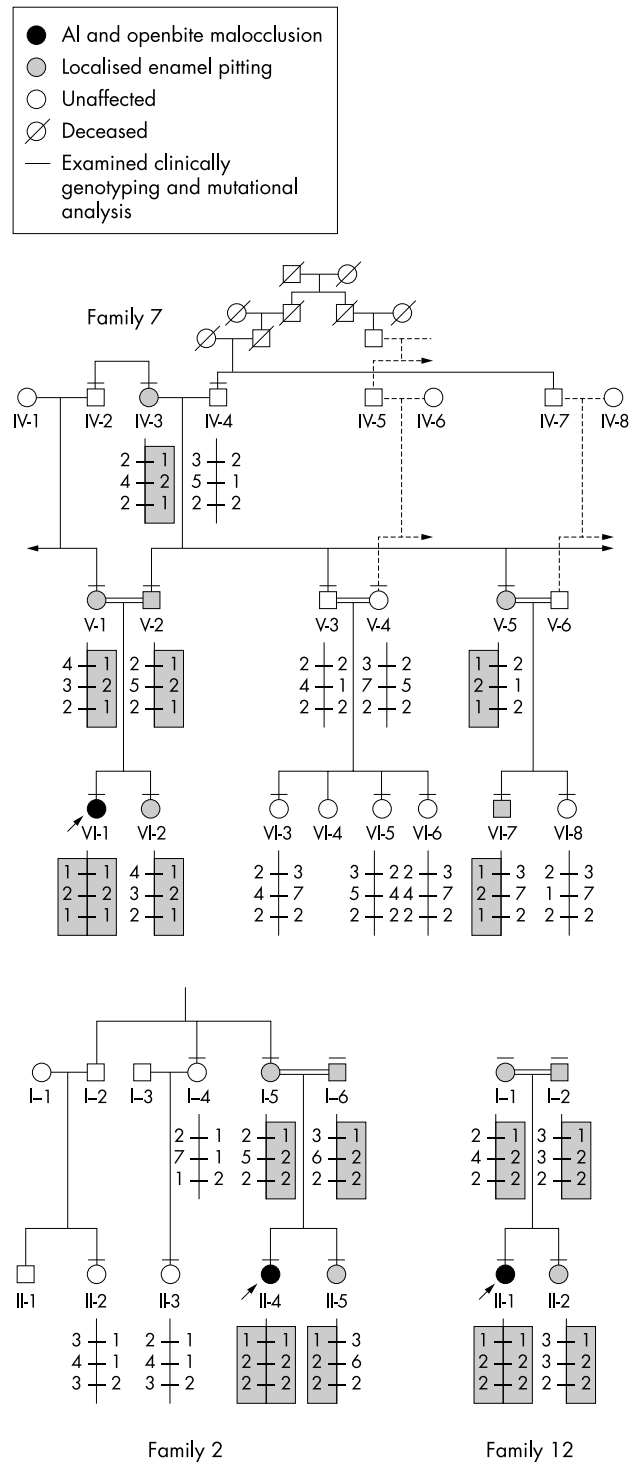 AI and openbite malocclusion
Localised enamel pitting
Unaffected
Deceased
Examined clinically
genotyping and mutational
analysis
Family 7
IV-1 IV-2 IV-3 IV-4 IV-5 IV-6 IV-7 IV-8
2 1 3 2
4 2 5 1
2 1 2 2
V-1 V-2 V-3 V-4 V-5 V-6
4 1 2 1 2 2 3 2 1 2
3 2 5 2 4 1 7 5 2 1
2 1 2 1 2 2 2 2 1 2
VI-1 VI-2 VI-3 VI-4 VI-5 VI-6 VI-7 VI-8
1 1 4 1 2 3 3 2 2 3 1 3 2 3
2 2 3 2 4 7 5 4 4 7 2 7 1 7
1 1 2 1 2 2 2 2 2 2 1 2 2 2
I–1 I–2 I–3 I–4 I-5 I–6 I–1 I–2
2 1 2 1 3 1 2 1 3 1
7 1 5 2 6 2 4 2 3 2
1 2 2 2 2 2 2 2 2 2
II-1 II-2 II-3 II-4 II-5 II-1 II-2
3 1 2 1 1 1 1 3 1 1 3 1
4 1 4 1 2 2 2 6 2 2 3 2
3 2 3 2 2 2 2 2 2 2 2 2
Family 2 Family 12